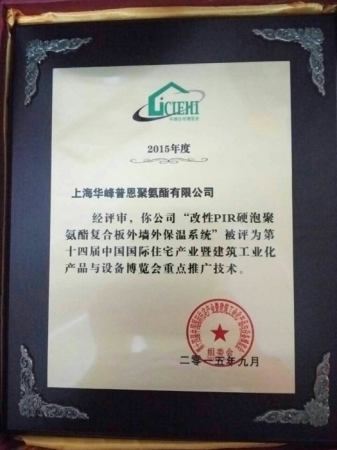 CIEHI
2015年度
上海华峰普恩聚氨酯有限公司
经评审，你公司“改性PIR硬泡聚
氨酯复合板外墙外保温系统”被评为第
十四届中国国际住宅产业暨建筑工业化
产品与设备博览会重点推广技术。
组委会
二零一五年九月